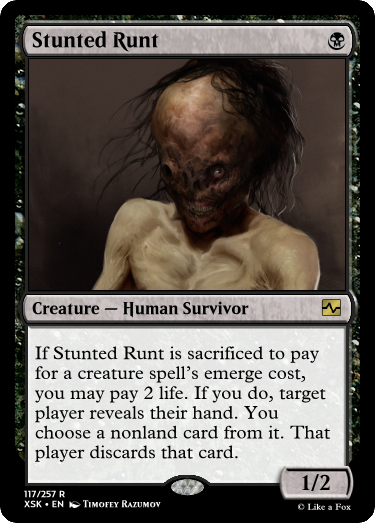 Stunted Runt
Creature — Human Survivor
If Stunted Runt is sacrificed to pay
for a creature spell's emerge cost,
you may pay 2 life. If you do, target
player reveals their hand. You
choose a nonland card from it. That
player discards that card.
1/2
117/257 R
XSK • EN Timofey Razumov
© Like a Fox